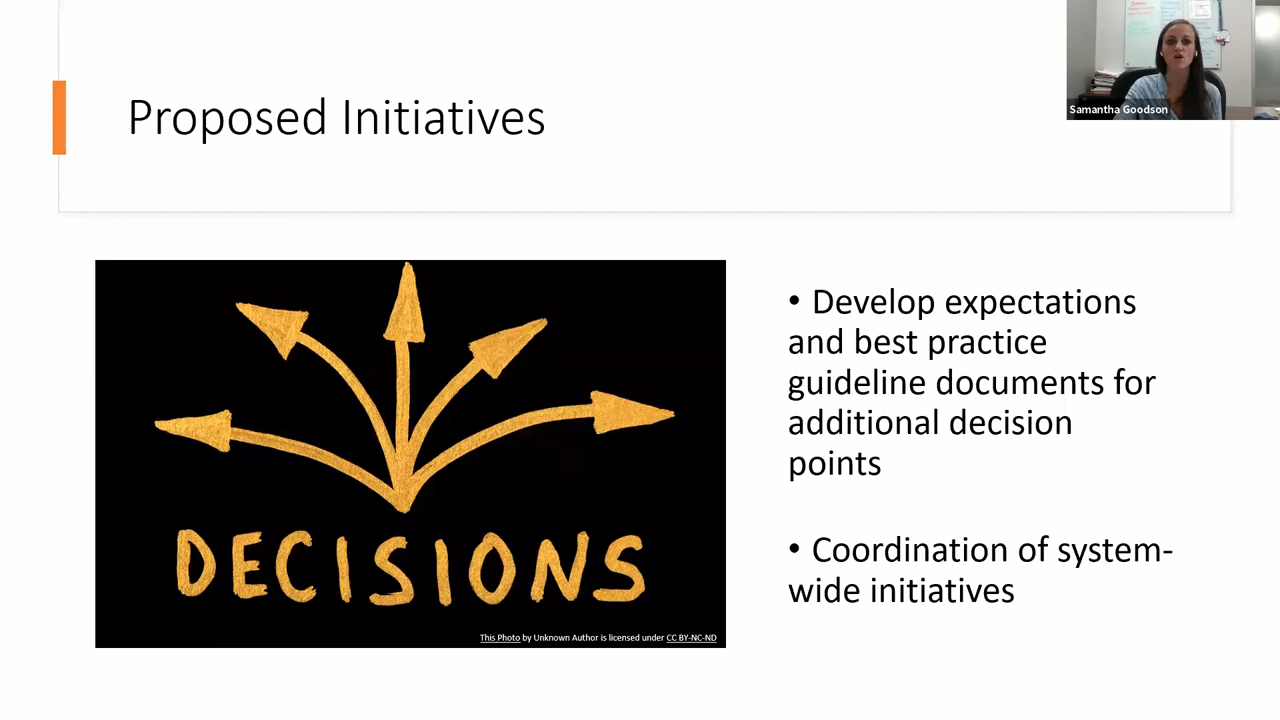 Proposed Initiatives
Samantha Goodson
DECISIONS
This Photo by Unknown Author is licensed under CC BY-NC-ND
• Develop expectations
and best practice
guideline documents for
additional decision
points
• Coordination of system-
wide initiatives